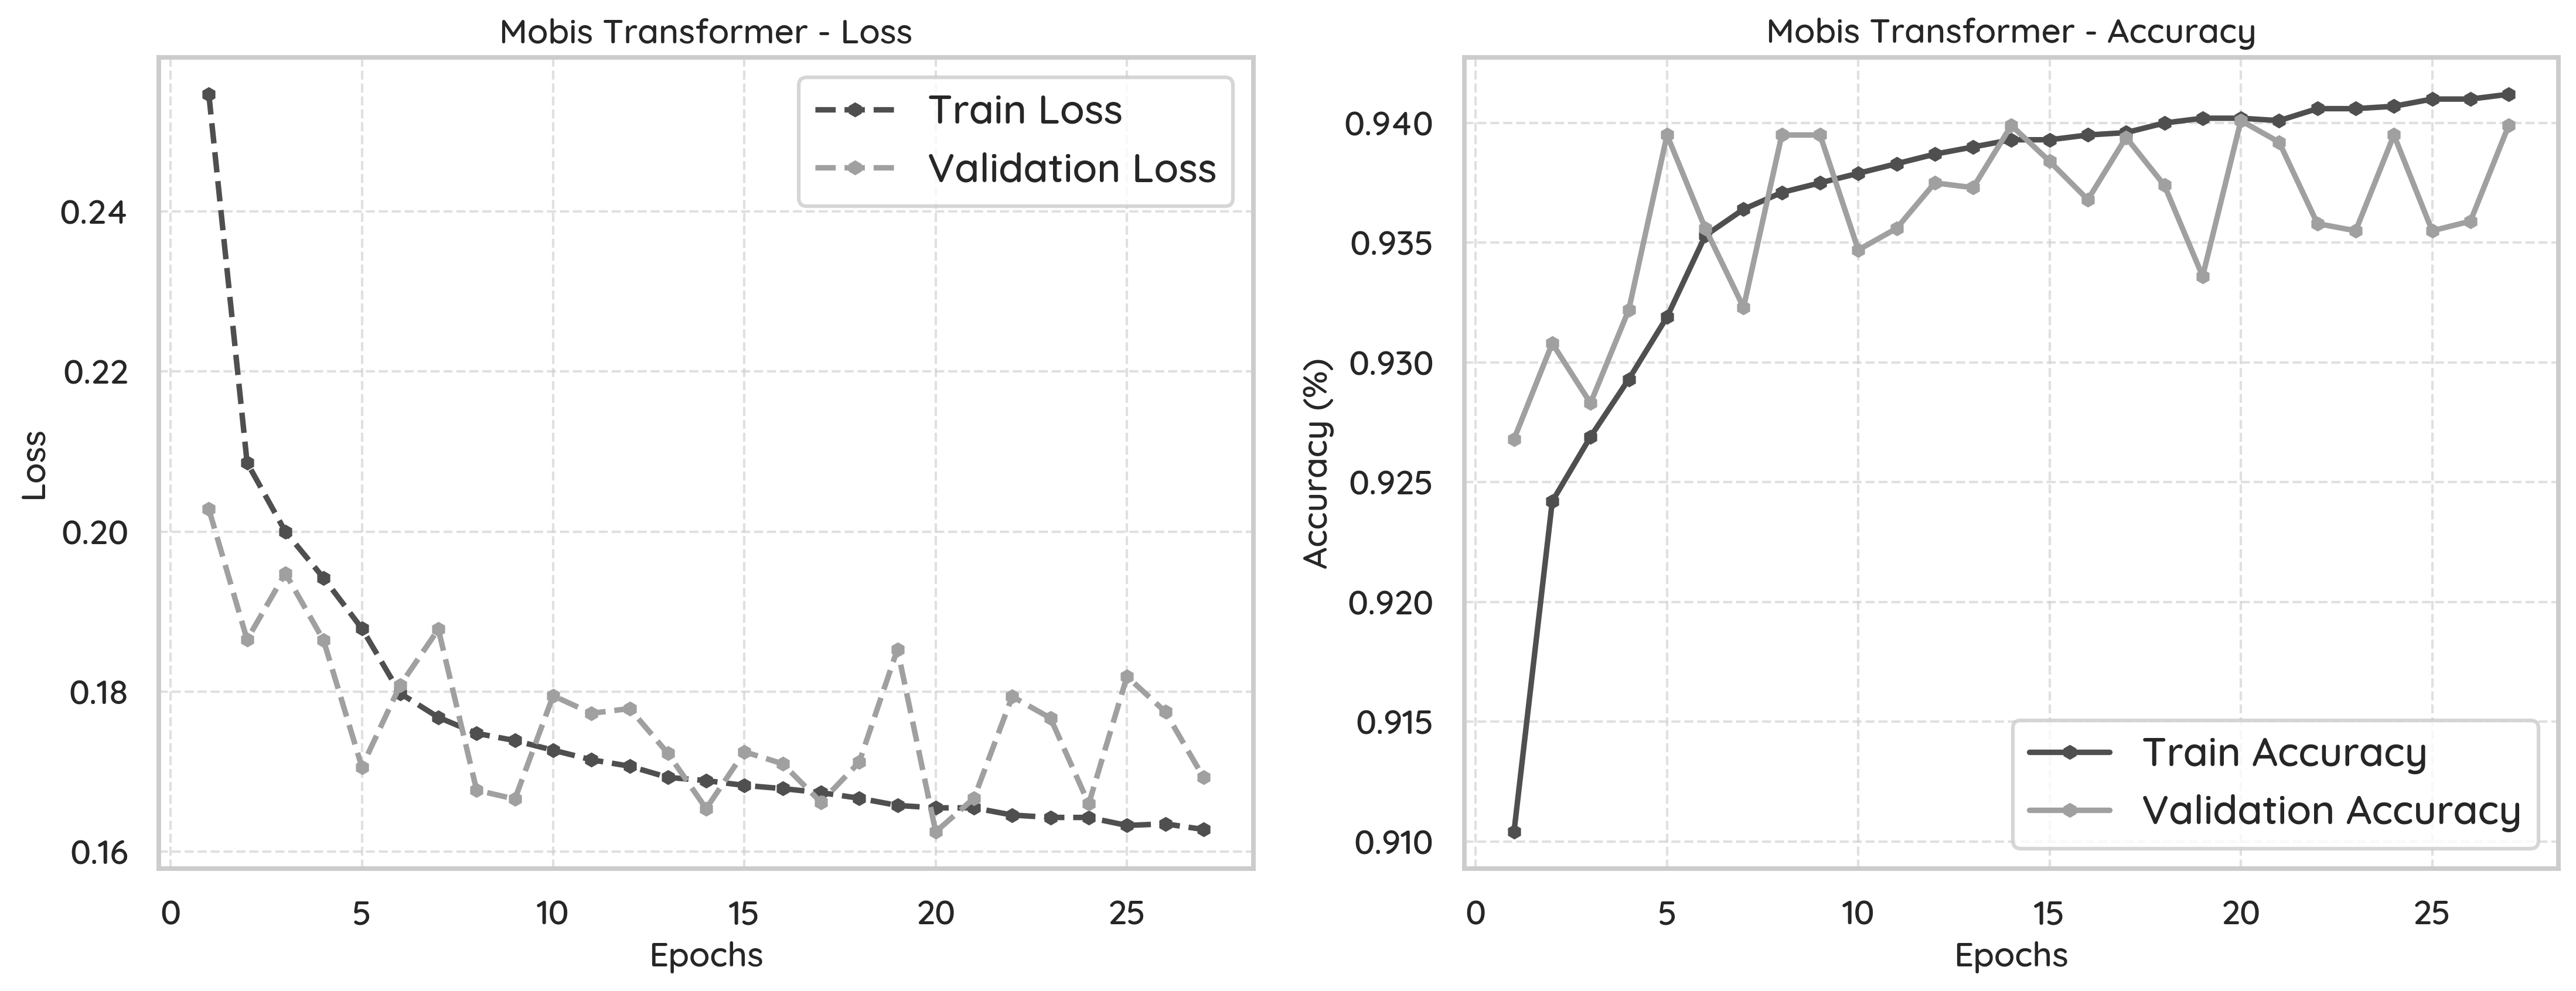 Mobis Transformer - Loss
Train Loss
Validation Loss
0.24
0.22
0.20
0.18
0.16
Loss
0 5 10 15 20 25
Epochs
Mobis Transformer - Accuracy
0.940
0.935
0.930
0.925
0.920
0.915
0.910
Accuracy (%)
Train Accuracy
Validation Accuracy
0 5 10 15 20 25
Epochs